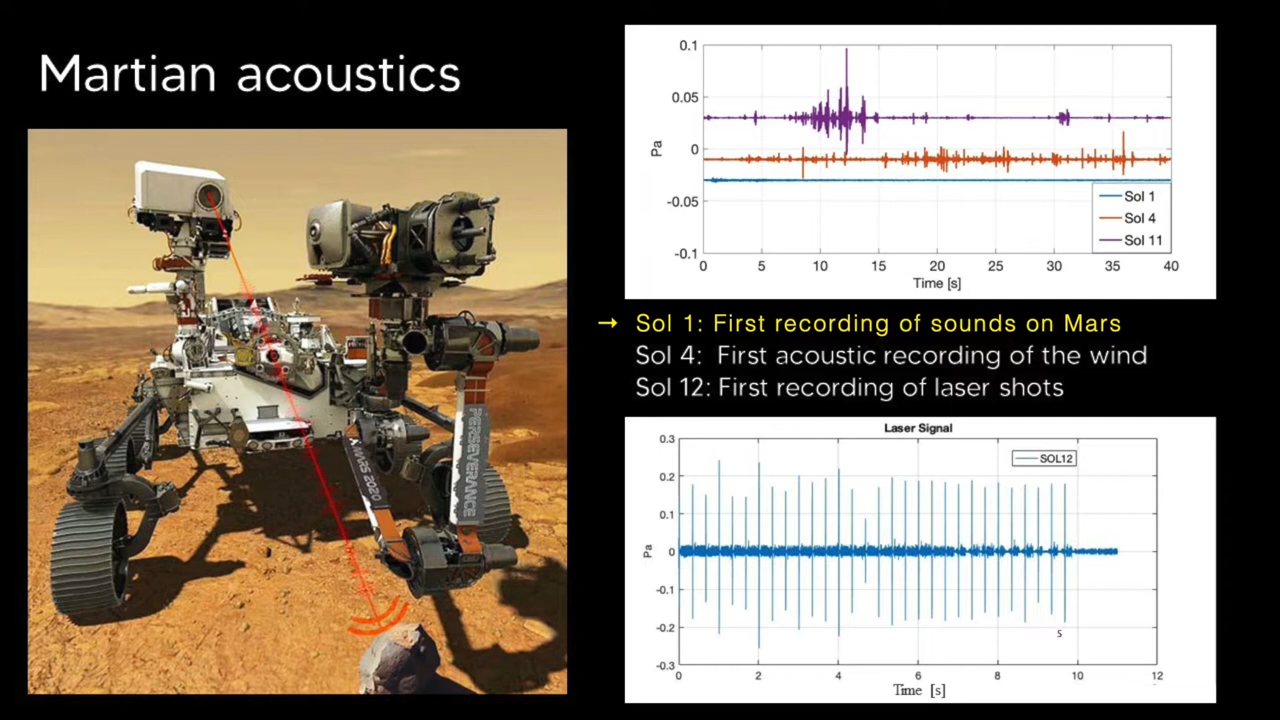 Martian acoustics
PERSEVERANCE
MARS 2020
0.1
0.05
0
-0.05
-0.1
Pa
0 5 10 15 20 25 30 35 40
Time [s]
Sol 1
Sol 4
Sol 11
→ Sol 1: First recording of sounds on Mars
Sol 4: First acoustic recording of the wind
Sol 12: First recording of laser shots
Laser Signal
0.3
0.2
0.1
0
-0.1
-0.2
-0.3
Pa
SOL12
s
0 2 4 6 8 10 12
Time [s]